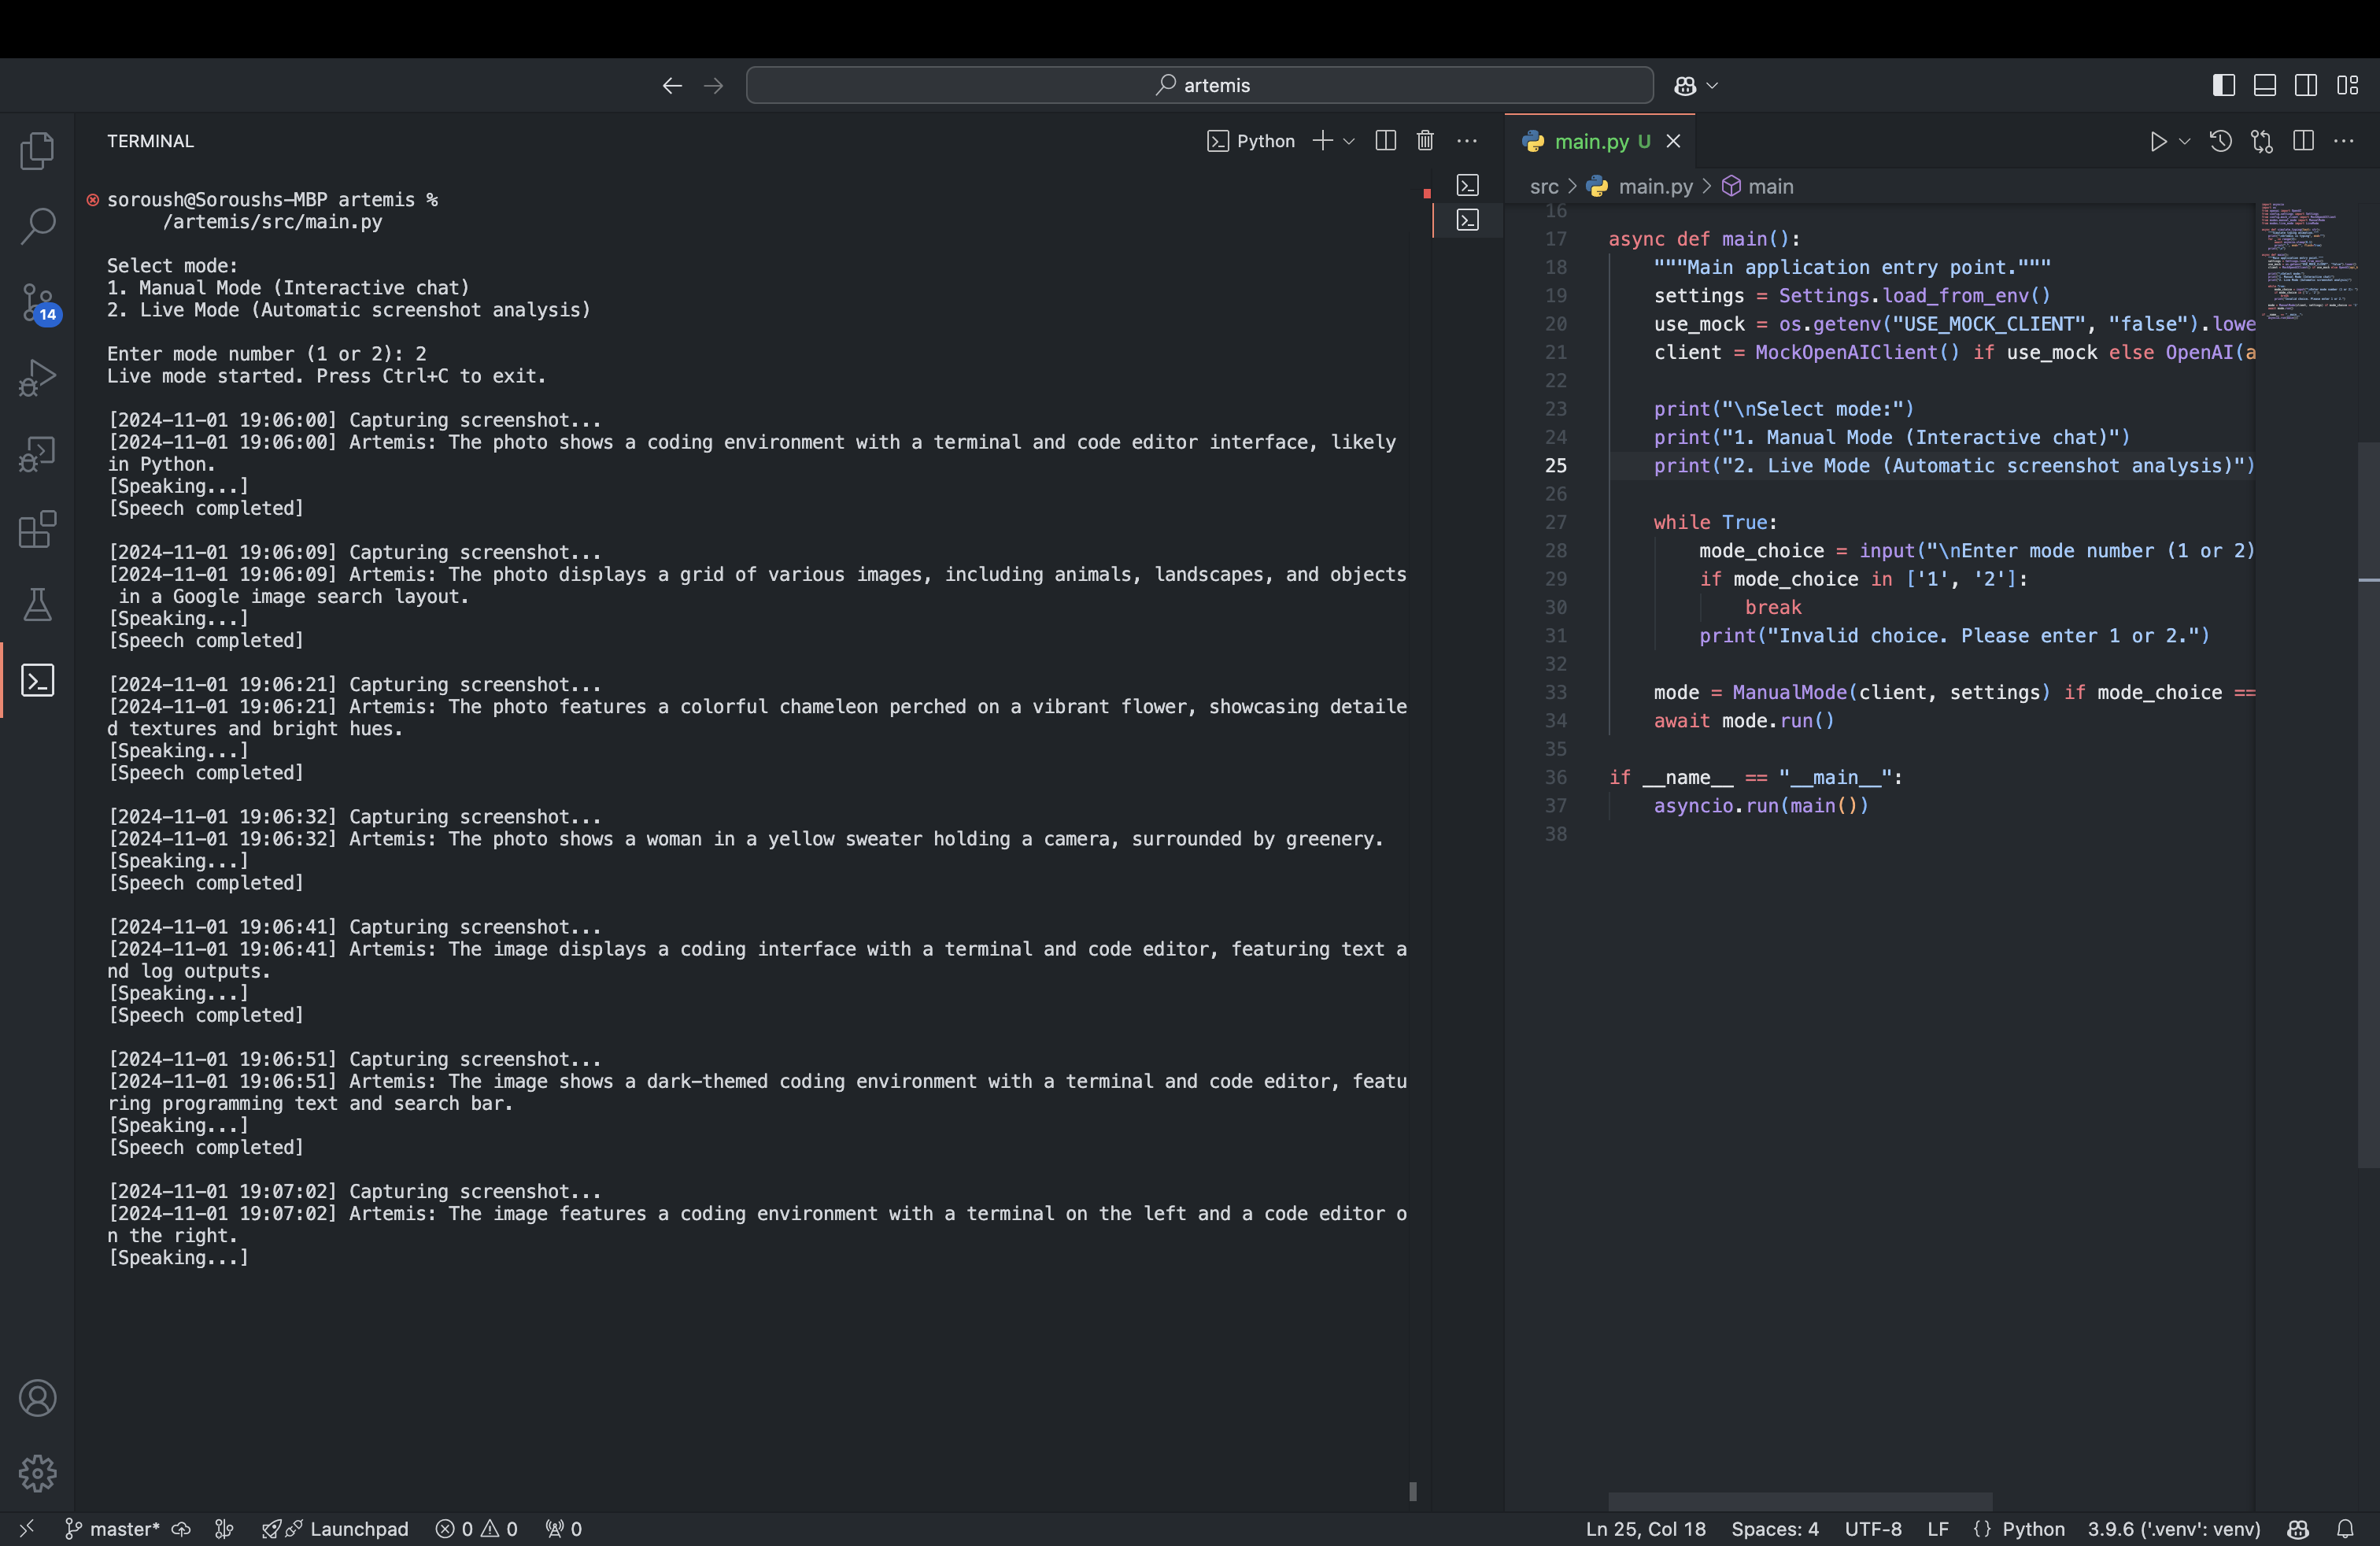 artemis
TERMINAL
Python
soroush@Soroushs-MBP artemis %
/artemis/src/main.py
Select mode:
1. Manual Mode (Interactive chat)
2. Live Mode (Automatic screenshot analysis)
Enter mode number (1 or 2): 2
Live mode started. Press Ctrl+C to exit.
[2024-11-01 19:06:00] Capturing screenshot...
[2024-11-01 19:06:00] Artemis: The photo shows a coding environment with a terminal and code editor interface, likely
in Python.
[Speaking...]
[Speech completed]
[2024-11-01 19:06:09] Capturing screenshot...
[2024-11-01 19:06:09] Artemis: The photo displays a grid of various images, including animals, landscapes, and objects
in a Google image search layout.
[Speaking...]
[Speech completed]
[2024-11-01 19:06:21] Capturing screenshot...
[2024-11-01 19:06:21] Artemis: The photo features a colorful chameleon perched on a vibrant flower, showcasing detaile
d textures and bright hues.
[Speaking...]
[Speech completed]
[2024-11-01 19:06:32] Capturing screenshot...
[2024-11-01 19:06:32] Artemis: The photo shows a woman in a yellow sweater holding a camera, surrounded by greenery.
[Speaking...]
[Speech completed]
[2024-11-01 19:06:41] Capturing screenshot...
[2024-11-01 19:06:41] Artemis: The image displays a coding interface with a terminal and code editor, featuring text a
nd log outputs.
[Speaking...]
[Speech completed]
[2024-11-01 19:06:51] Capturing screenshot...
[2024-11-01 19:06:51] Artemis: The image shows a dark-themed coding environment with a terminal and code editor, featu
ring programming text and search bar.
[Speaking...]
[Speech completed]
[2024-11-01 19:07:02] Capturing screenshot...
[2024-11-01 19:07:02] Artemis: The image features a coding environment with a terminal on the left and a code editor o
n the right.
[Speaking...]
14
main.py U
src > main.py > main
16
17 async def main():
18 """Main application entry point."""
19 settings = Settings.load_from_env()
20 use_mock = os.getenv("USE_MOCK_CLIENT", "false").lowe
21 client = MockOpenAIClient() if use_mock else OpenAI(a
22
23 print("\nSelect mode:")
24 print("1. Manual Mode (Interactive chat)")
25 print("2. Live Mode (Automatic screenshot analysis)")
26
27 while True:
28 mode_choice = input("\nEnter mode number (1 or 2)
29 if mode_choice in ['1', '2']:
30 break
31 print("Invalid choice. Please enter 1 or 2.")
32
33 mode = ManualMode(client, settings) if mode_choice ==
34 await mode.run()
35
36 if __name__ == "__main__":
37 asyncio.run(main())
38
master* Launchpad 0 0 0
Ln 25, Col 18 Spaces: 4 UTF-8 LF {} Python 3.9.6 ('.venv': venv)